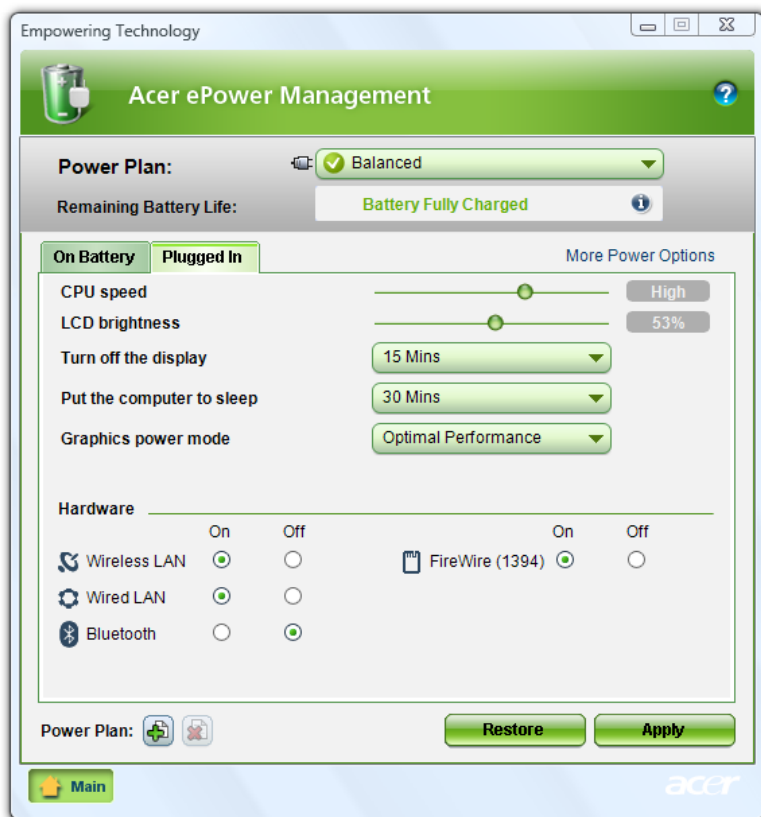 Empowering Technology
Acer ePower Management
Power Plan: Balanced
Remaining Battery Life: Battery Fully Charged
On Battery Plugged In More Power Options
CPU speed High
LCD brightness 53%
Turn off the display 15 Mins
Put the computer to sleep 30 Mins
Graphics power mode Optimal Performance
Hardware
On Off On Off
Wireless LAN FireWire (1394)
Wired LAN
Bluetooth
Power Plan: Restore Apply
Main acer